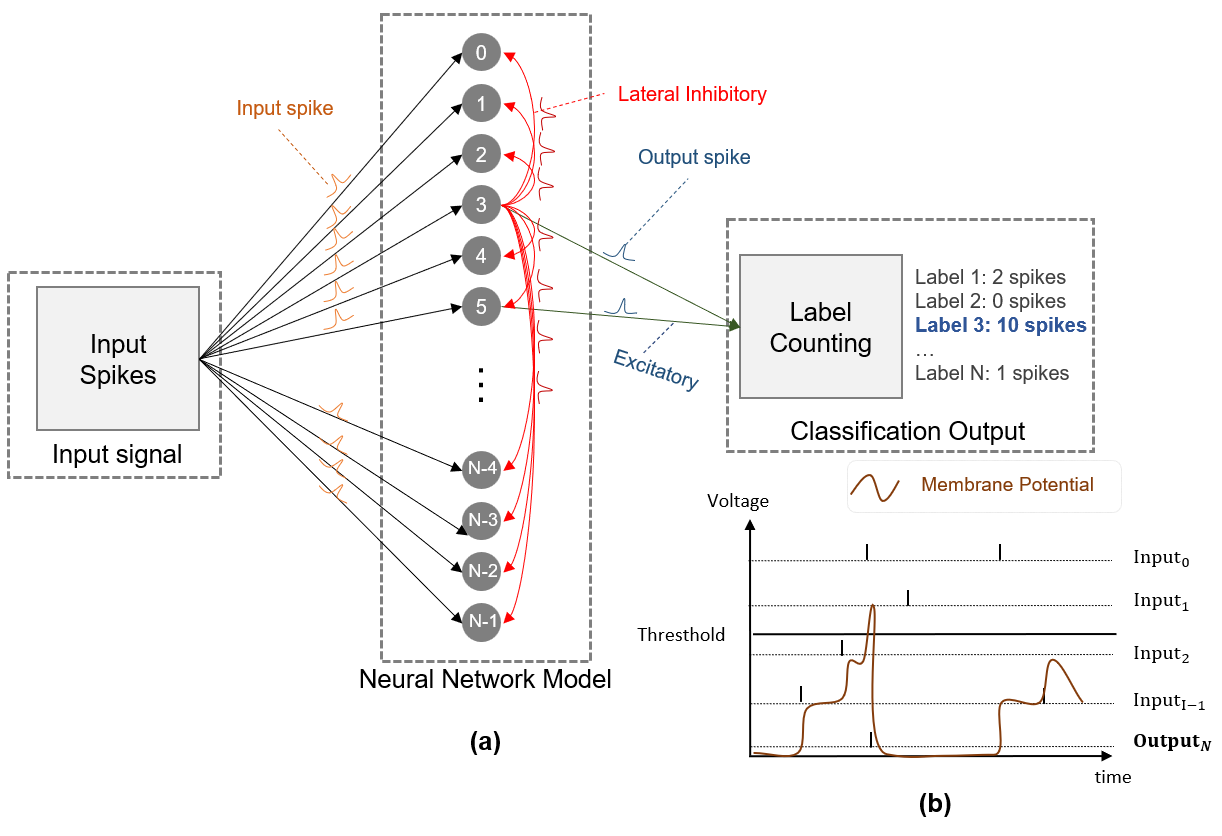 Input spike
Lateral Inhibitory
Output spike
0
1
2
3
4
5
⋮
N-4
N-3
N-2
N-1
Input
Spikes
Input signal
Excitatory
Label
Counting
Label 1: 2 spikes
Label 2: 0 spikes
Label 3: 10 spikes
...
Label N: 1 spikes
Classification Output
Neural Network Model
(a)
Membrane Potential
Voltage
Input₀
Input₁
Thresthold
Input₂
Input_{I−1}
Output_N
time
(b)